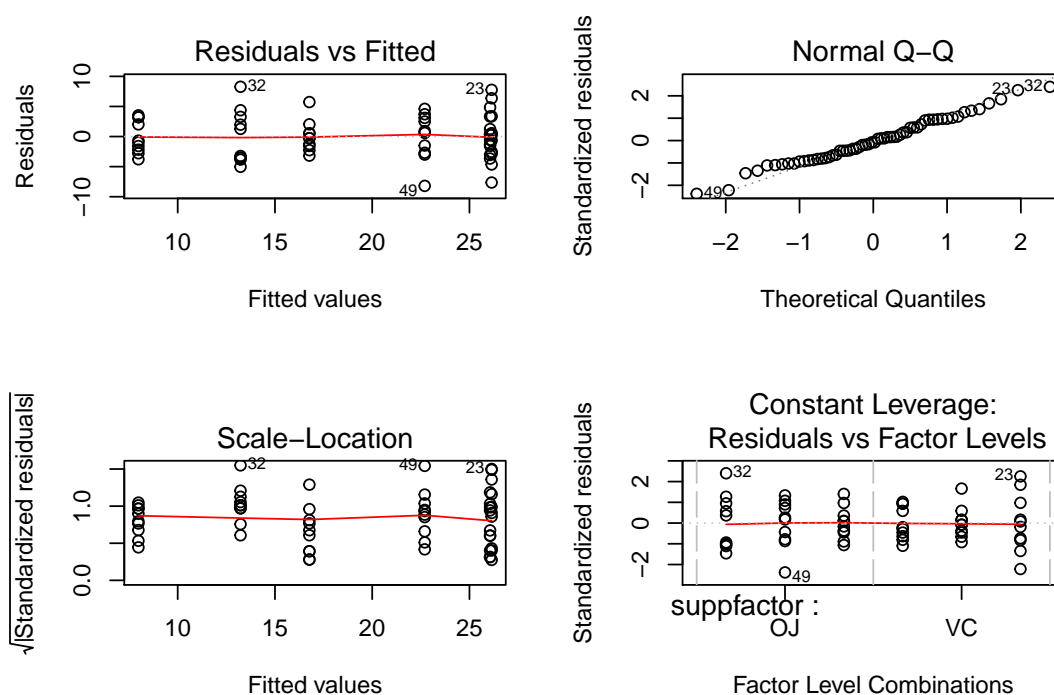 Residuals vs Fitted
Residuals
10
0
−10
32
23
49
10 15 20 25
Fitted values
Normal Q−Q
Standardized residuals
2
0
−2
23 32
49
−2 −1 0 1 2
Theoretical Quantiles
Scale−Location
√|Standardized residuals|
1.0
0.0
32
49
23
10 15 20 25
Fitted values
Constant Leverage:
Residuals vs Factor Levels
Standardized residuals
2
0
−2
32
23
49
suppfactor :
OJ VC
Factor Level Combinations